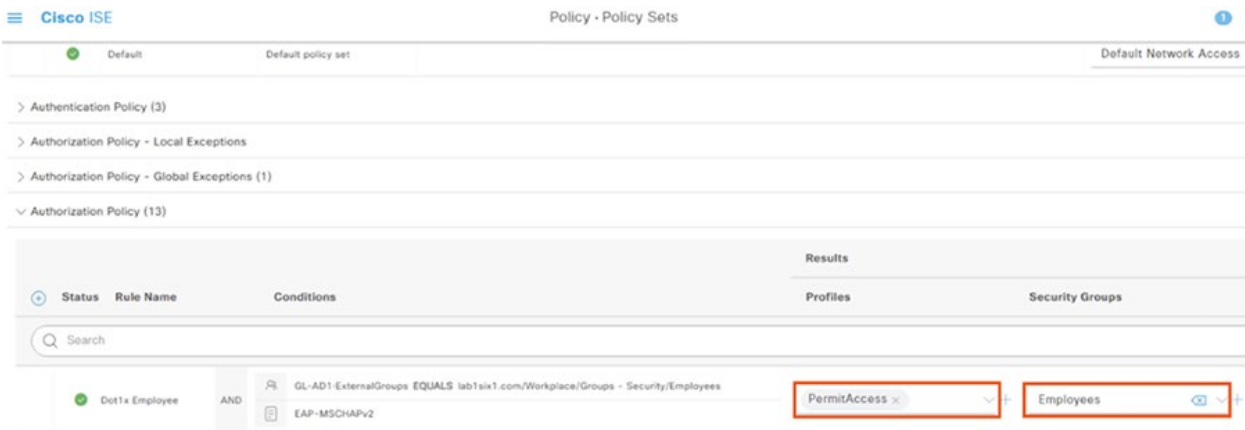 Cisco ISE Policy · Policy Sets 1
Default Default policy set Default Network Access
Authentication Policy (3)
Authorization Policy - Local Exceptions
Authorization Policy - Global Exceptions (1)
Authorization Policy (13)
Results
Status Rule Name Conditions Profiles Security Groups
Search
GL-AD1-ExternalGroups EQUALS lab1six1.com/Workplace/Groups - Security/Employees
Dot1x Employee AND PermitAccess × Employees
EAP-MSCHAPv2